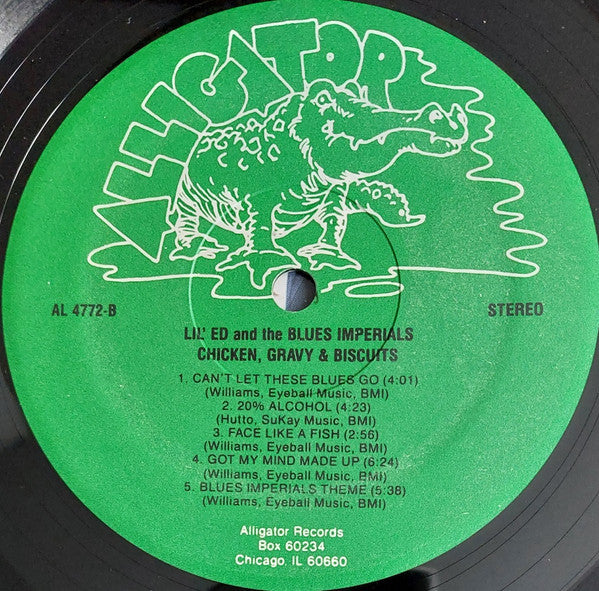 ALLIGATOR
AL 4772-B
STEREO
LIL' ED and the BLUES IMPERIALS
CHICKEN, GRAVY & BISCUITS
1. CAN'T LET THESE BLUES GO (4:01)
(Williams, Eyeball Music, BMI)
2. 20% ALCOHOL (4:23)
(Hutto, SuKay Music, BMI)
3. FACE LIKE A FISH (2:56)
(Williams, Eyeball Music, BMI)
4. GOT MY MIND MADE UP (6:24)
(Williams, Eyeball Music, BMI)
5. BLUES IMPERIALS THEME (5:38)
(Williams, Eyeball Music, BMI)
Alligator Records
Box 60234
Chicago, IL 60660